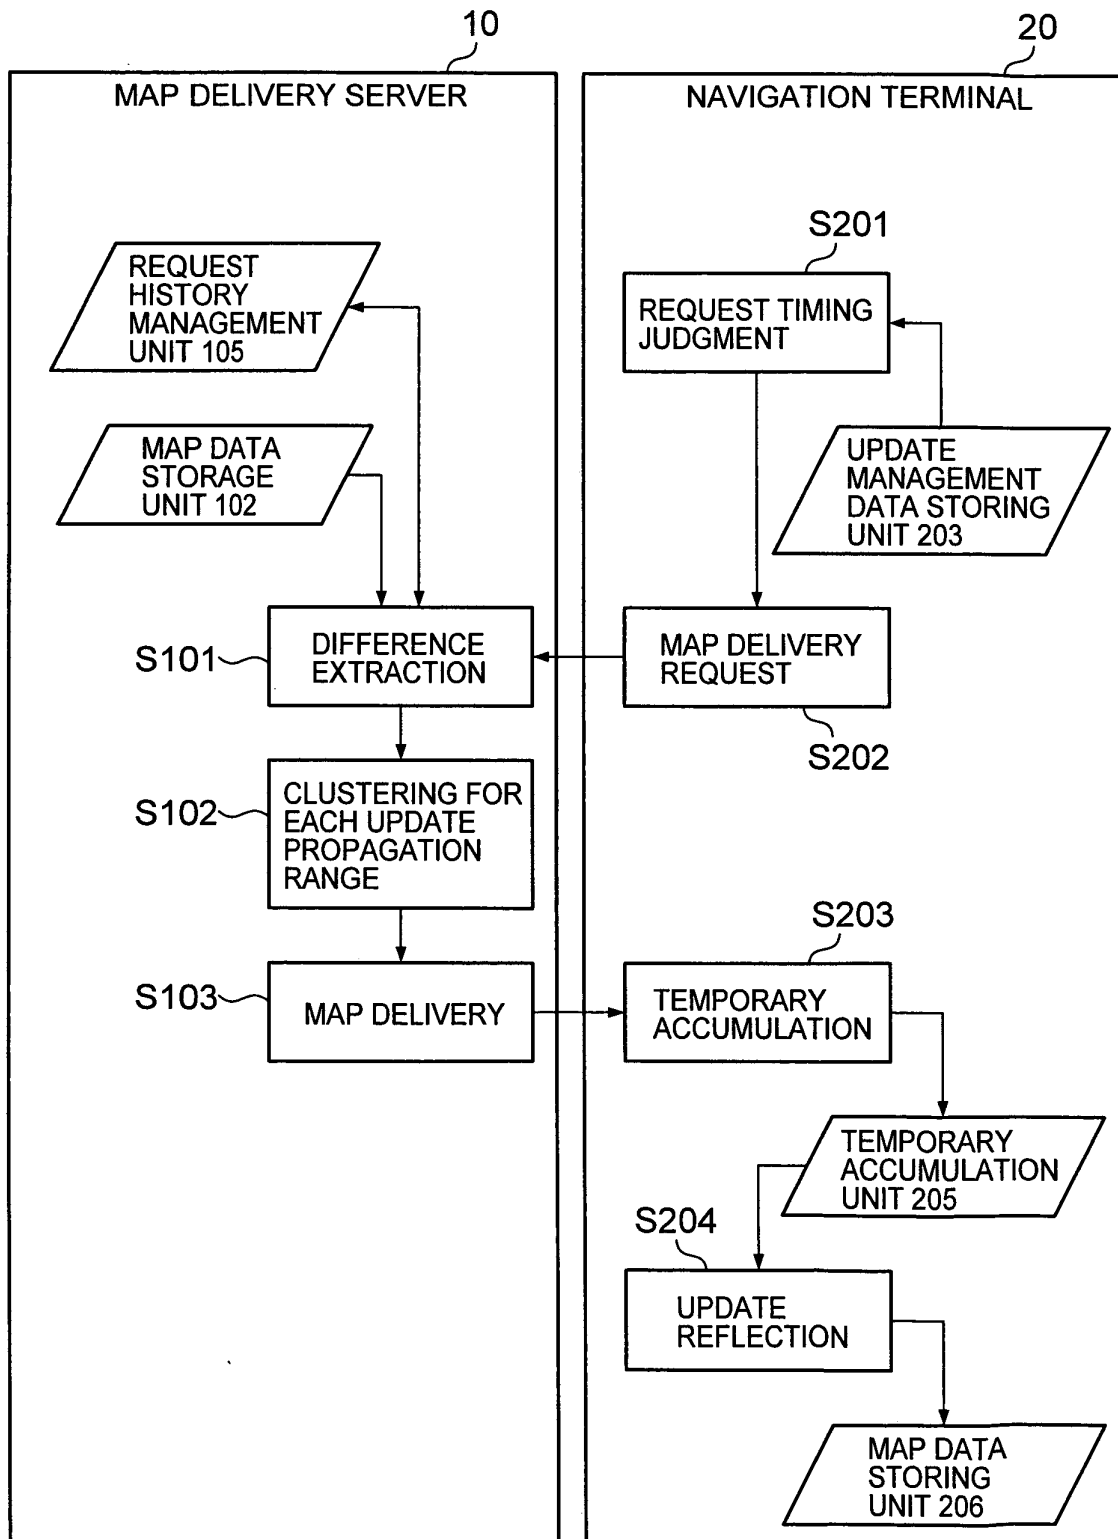 10
MAP DELIVERY SERVER
REQUEST
HISTORY
MANAGEMENT
UNIT 105
MAP DATA
STORAGE
UNIT 102
S101
DIFFERENCE
EXTRACTION
S102
CLUSTERING FOR
EACH UPDATE
PROPAGATION
RANGE
S103
MAP DELIVERY
20
NAVIGATION TERMINAL
S201
REQUEST TIMING
JUDGMENT
UPDATE
MANAGEMENT
DATA STORING
UNIT 203
MAP DELIVERY
REQUEST
S202
S203
TEMPORARY
ACCUMULATION
TEMPORARY
ACCUMULATION
UNIT 205
S204
UPDATE
REFLECTION
MAP DATA
STORING
UNIT 206